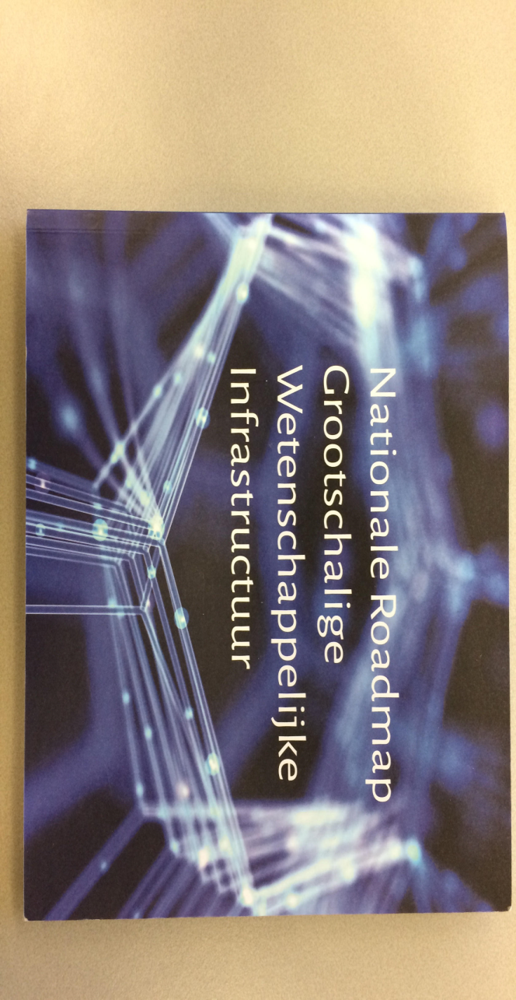 Nationale Roadmap
Grootschalige
Wetenschappelijke
Infrastructuur